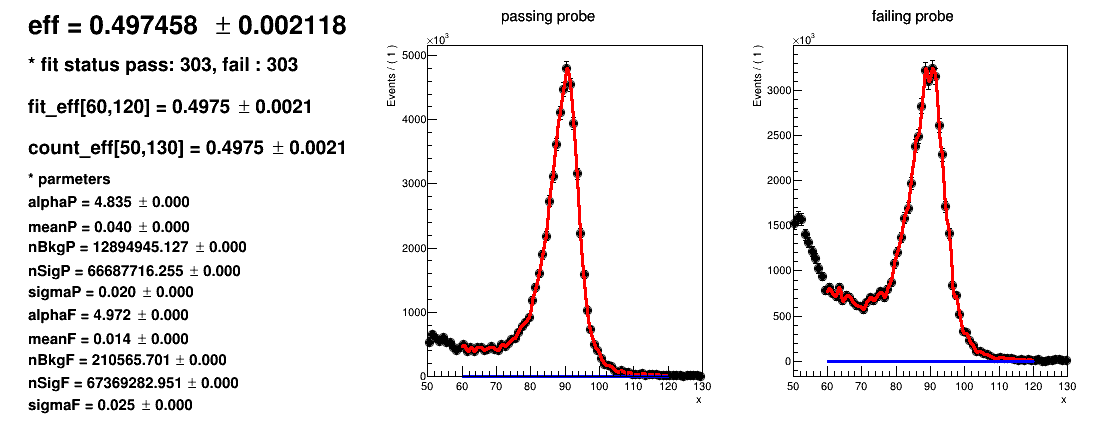 eff = 0.497458 ± 0.002118
* fit status pass: 303, fail : 303
fit_eff[60,120] = 0.4975 ± 0.0021
count_eff[50,130] = 0.4975 ± 0.0021
* parmeters
alphaP = 4.835 ± 0.000
meanP = 0.040 ± 0.000
nBkgP = 12894945.127 ± 0.000
nSigP = 66687716.255 ± 0.000
sigmaP = 0.020 ± 0.000
alphaF = 4.972 ± 0.000
meanF = 0.014 ± 0.000
nBkgF = 210565.701 ± 0.000
nSigF = 67369282.951 ± 0.000
sigmaF = 0.025 ± 0.000
passing probe
×10³
Events / ( 1 )
5000
4000
3000
2000
1000
0
50 60 70 80 90 100 110 120 130
x
failing probe
×10³
Events / ( 1 )
3000
2500
2000
1500
1000
500
0
50 60 70 80 90 100 110 120 130
x